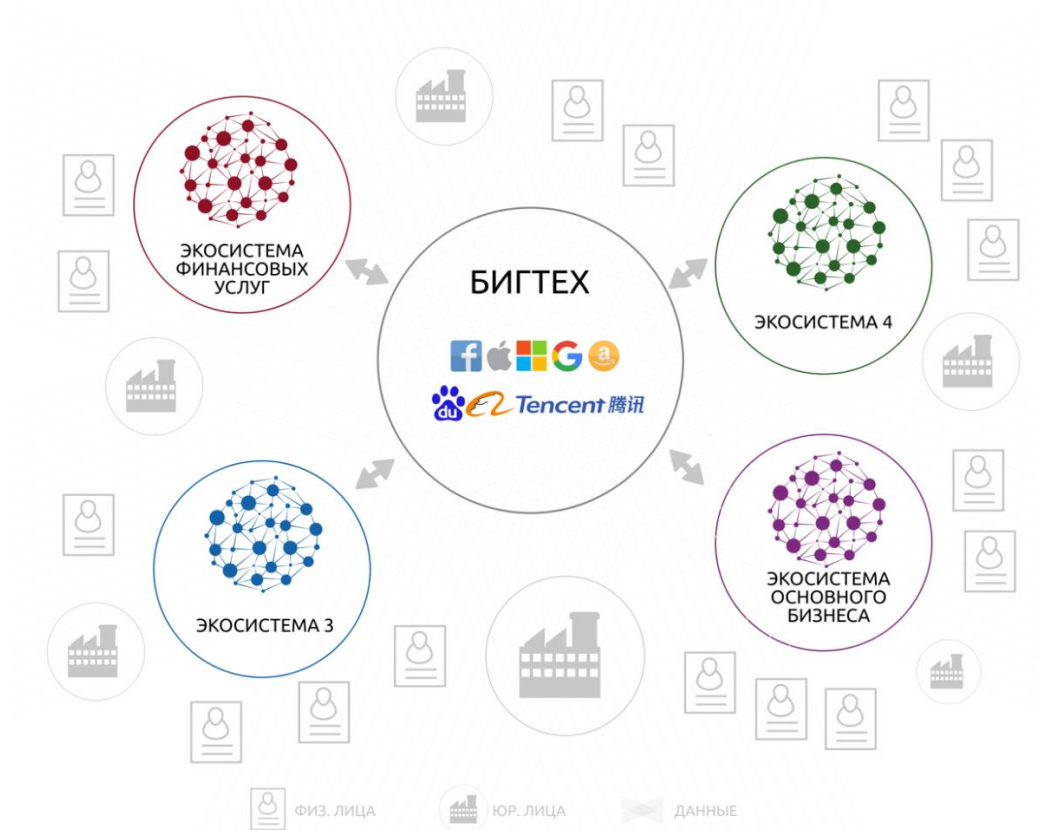 ЭКОСИСТЕМА
ФИНАНСОВЫХ
УСЛУГ
БИГТЕХ
f G a
du Tencent 腾讯
ЭКОСИСТЕМА 4
ЭКОСИСТЕМА 3
ЭКОСИСТЕМА
ОСНОВНОГО
БИЗНЕСА
ФИЗ. ЛИЦА
ЮР. ЛИЦА
ДАННЫЕ